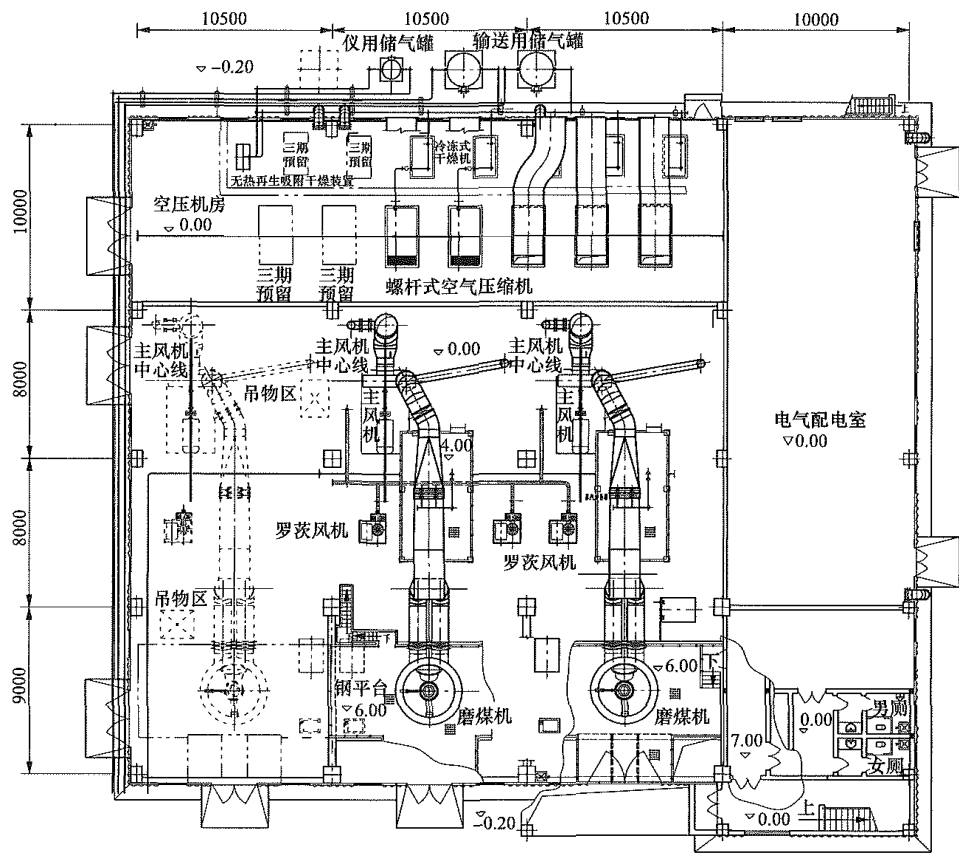 10500
10500
10500
10000
仪用储气罐
输送用储气罐
-0.20
上
三期
预留
三期
预留
冷冻式
干燥机
无热再生吸附干燥装置
10000
空压机房
0.00
三期
预留
三期
预留
螺杆式空气压缩机
8000
主风机
中心线
主风机
中心线
0.00
主风机
中心线
吊物区
主
风
机
主
风
机
电气配电室
0.00
4.00
8000
罗茨风机
罗茨风机
吊物区
下
9000
6.00
下
钢平台
6.00
磨煤机
磨煤机
0.00
男厕
7.00
女厕
-0.20
0.00
上